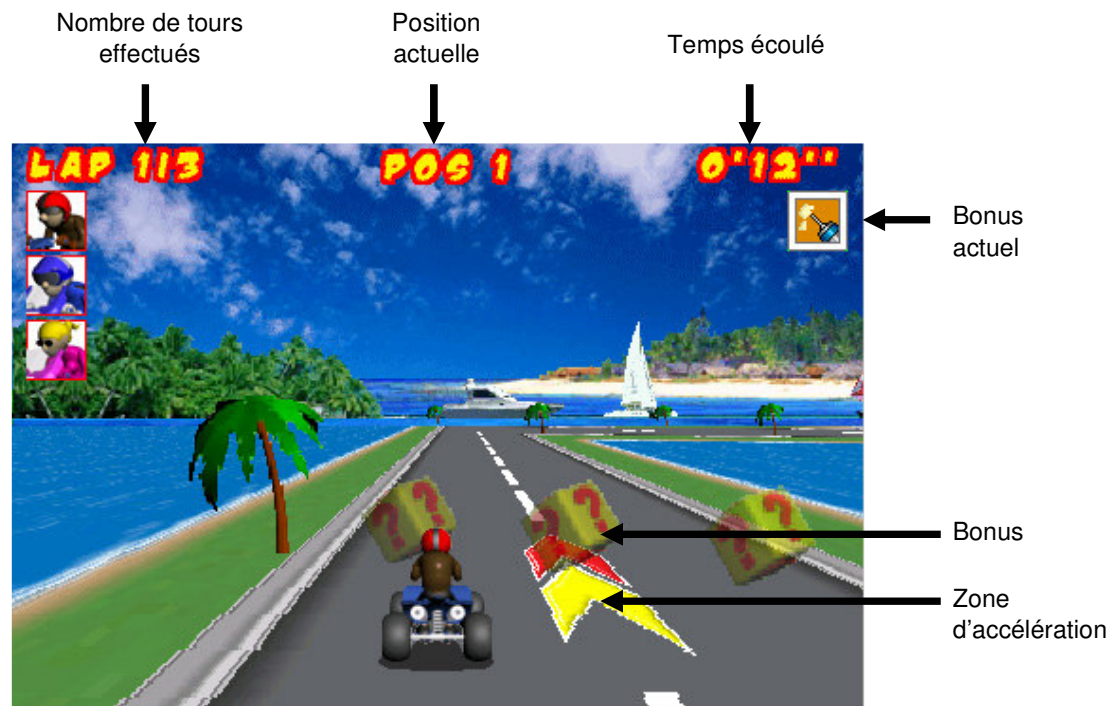 Nombre de tours
effectués
Position
actuelle
Temps écoulé
LAP 1/3
POS 1
0'12''
Bonus
actuel
? ? ? ? ? ?
Bonus
Zone
d'accélération